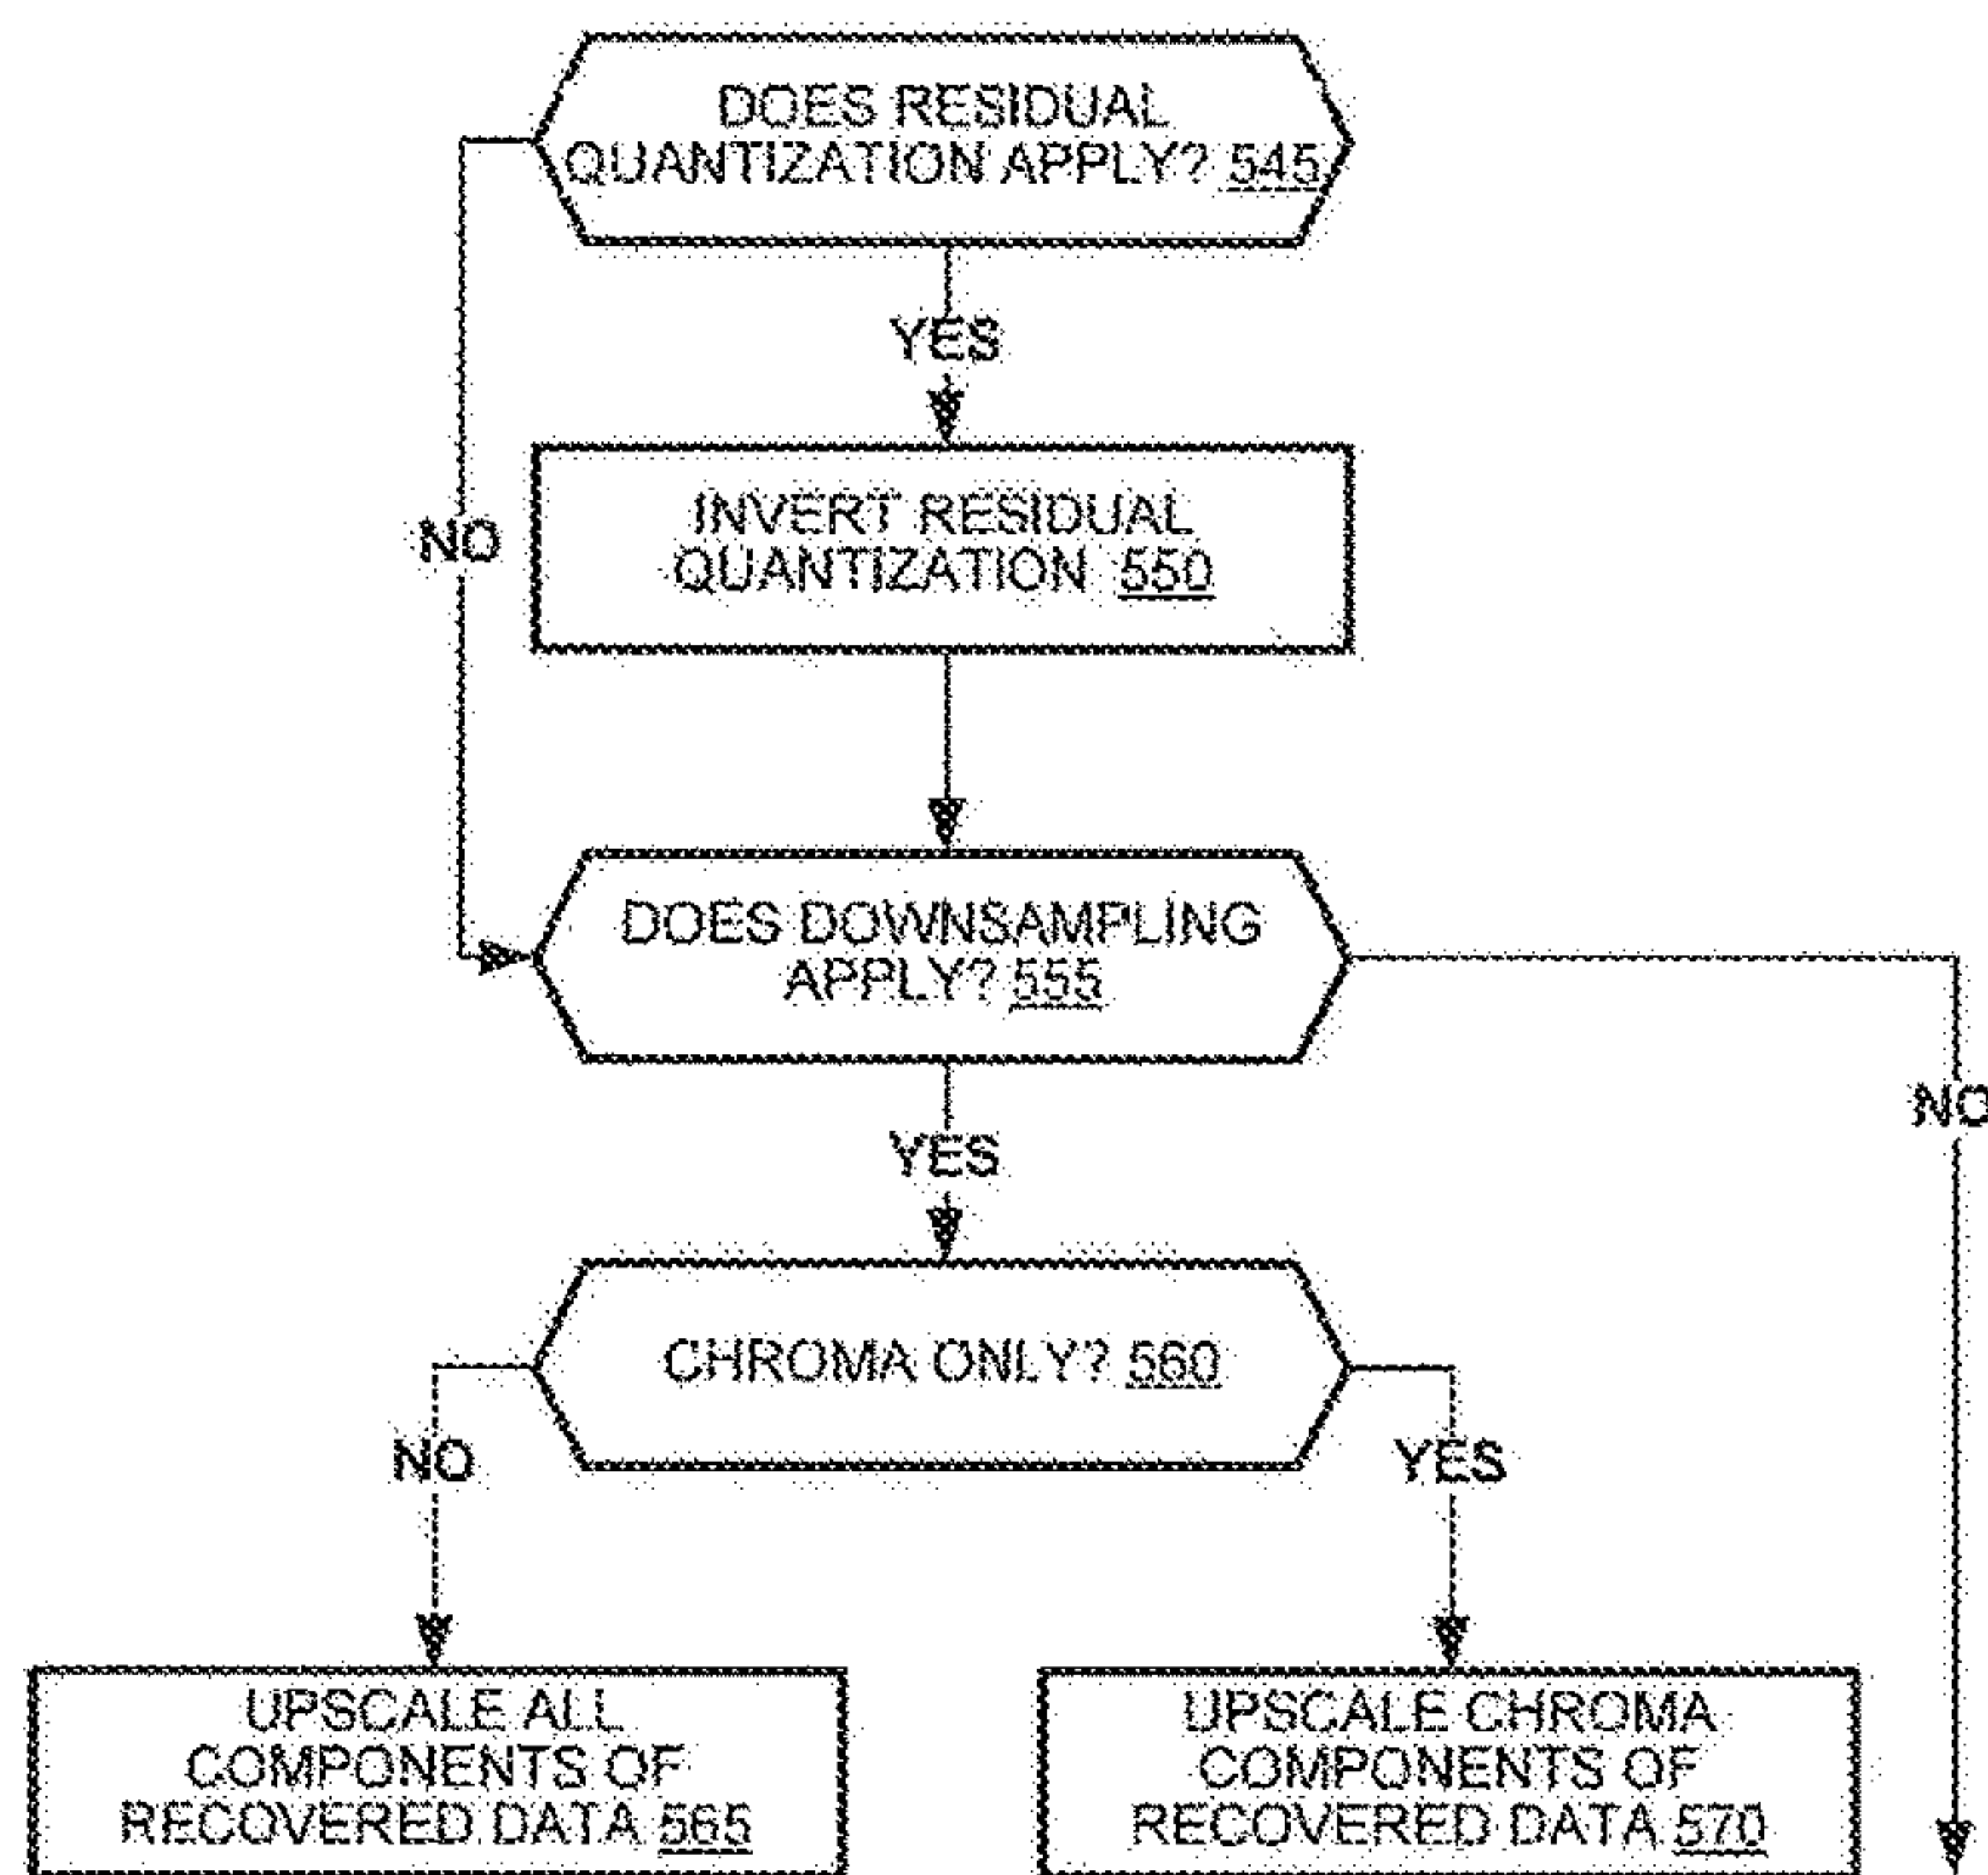 DOES RESIDUAL
QUANTIZATION APPLY? 545
YES
NO
INVERT RESIDUAL
QUANTIZATION 550
DOES DOWNSAMPLING
APPLY? 555
NO
YES
CHROMA ONLY? 560
NO
YES
UPSCALE ALL
COMPONENTS OF
RECOVERED DATA 565
UPSCALE CHROMA
COMPONENTS OF
RECOVERED DATA 570